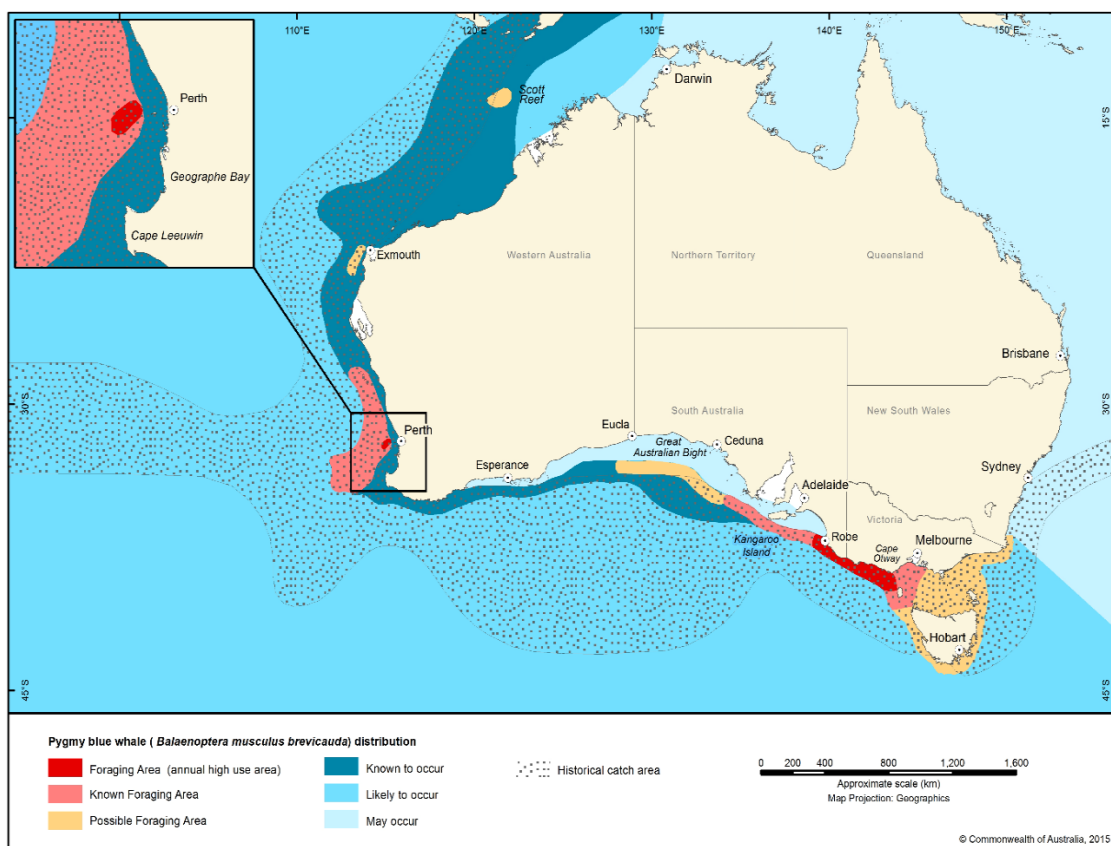 110°E
120°E
130°E
140°E
150°E
Perth
Geographe Bay
Cape Leeuwin
Scott
Reef
Darwin
15°S
Exmouth
Western Australia
Northern Territory
Queensland
Brisbane
30°S
30°S
Perth
South Australia
New South Wales
Eucla
Great
Australian Bight
Ceduna
Esperance
Sydney
Adelaide
Victoria
Kangaroo
Island
Robe
Cape
Otway
Melbourne
Hobart
45°S
45°S
Pygmy blue whale ( Balaenoptera musculus brevicauda) distribution
Foraging Area (annual high use area)
Known Foraging Area
Possible Foraging Area
Known to occur
Likely to occur
May occur
Historical catch area
0 200 400 800 1,200 1,600
Approximate scale (km)
Map Projection: Geographics
© Commonwealth of Australia, 2015